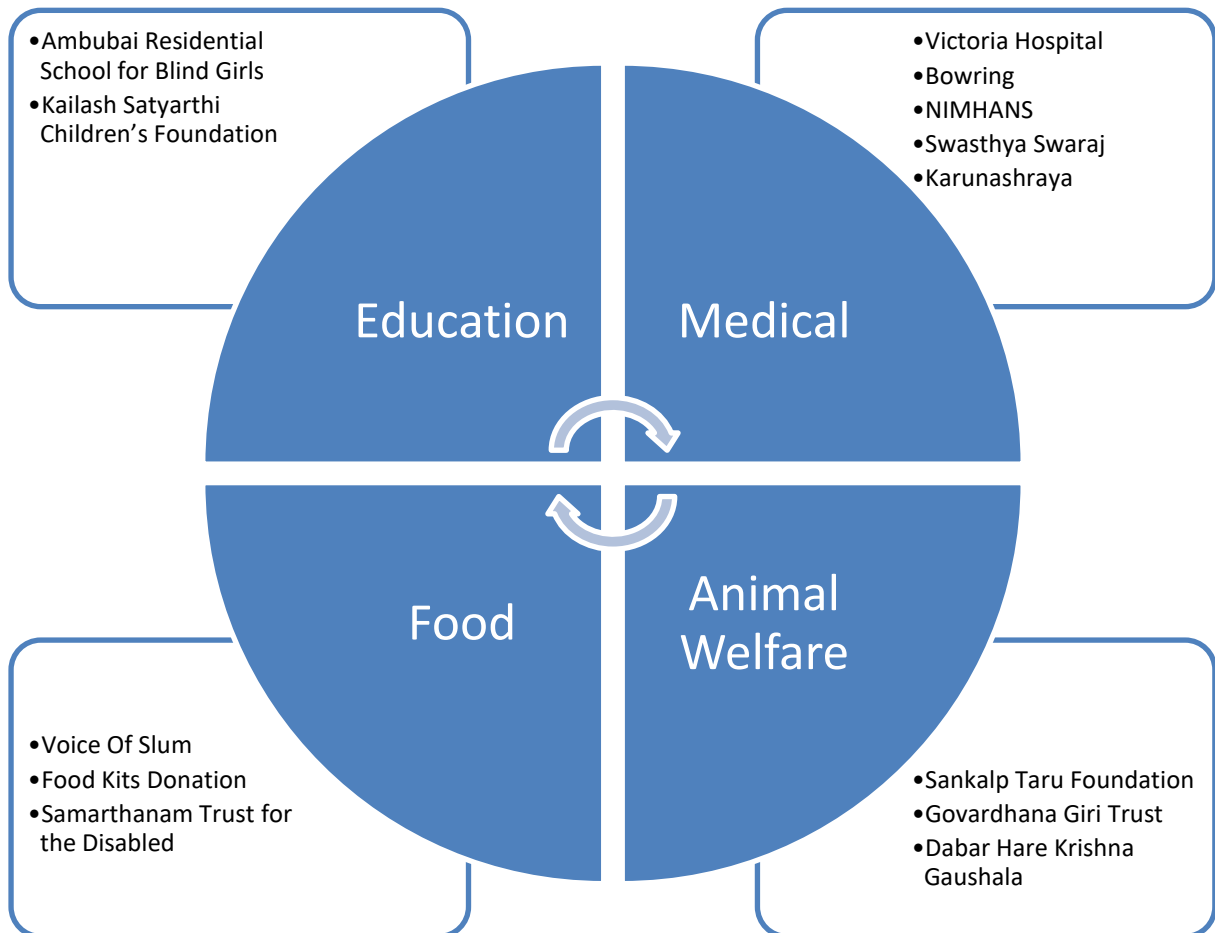 •Ambubai Residential
School for Blind Girls
•Kailash Satyarthi
Children’s Foundation
•Victoria Hospital
•Bowring
•NIMHANS
•Swasthya Swaraj
•Karunashraya
Education
Medical
Food
Animal
Welfare
•Voice Of Slum
•Food Kits Donation
•Samarthanam Trust for
the Disabled
•Sankalp Taru Foundation
•Govardhana Giri Trust
•Dabar Hare Krishna
Gaushala